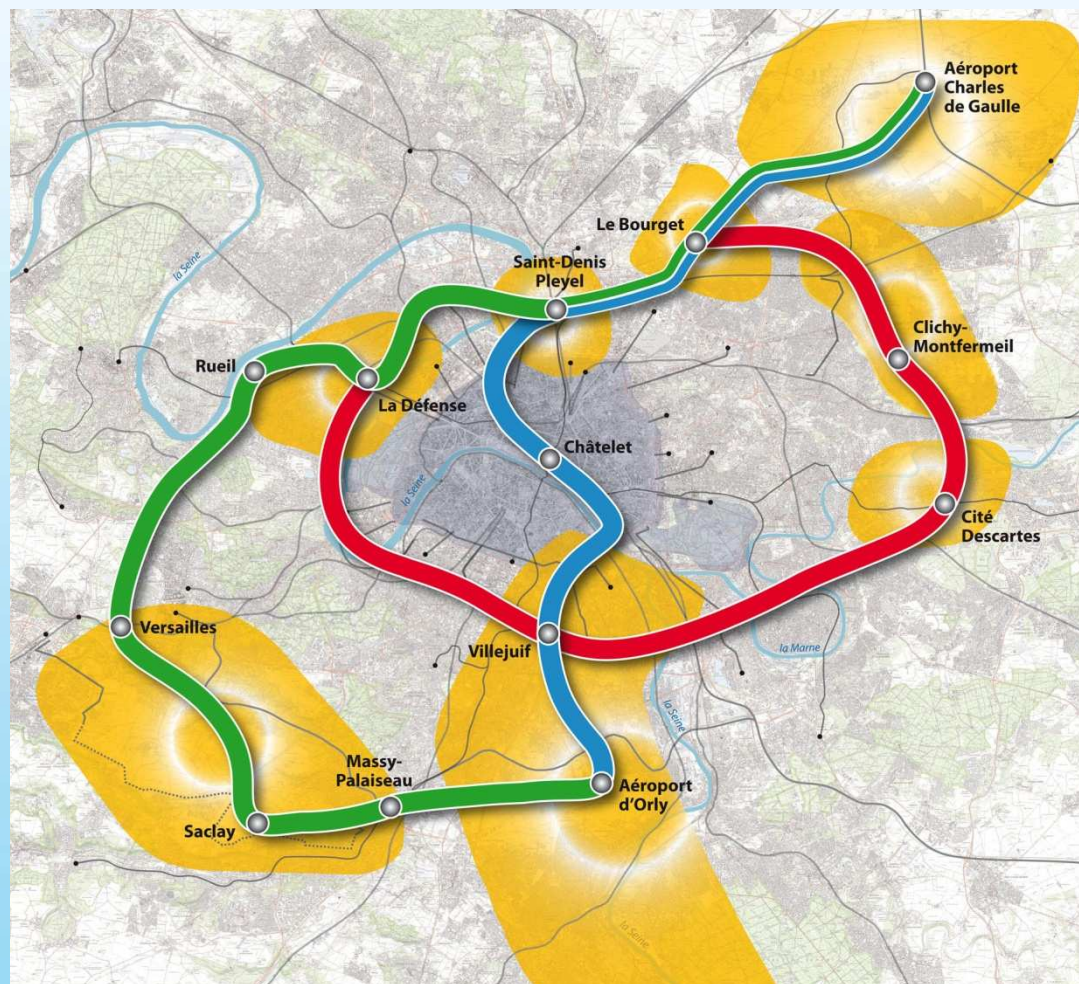 Aéroport
Charles
de Gaulle
Le Bourget
Saint-Denis
Pleyel
la Seine
Clichy-
Montfermeil
Rueil
La Défense
Châtelet
la Seine
Cité
Descartes
Versailles
Villejuif
la Marne
la Seine
Massy-
Palaiseau
Aéroport
d'Orly
Saclay
la Seine